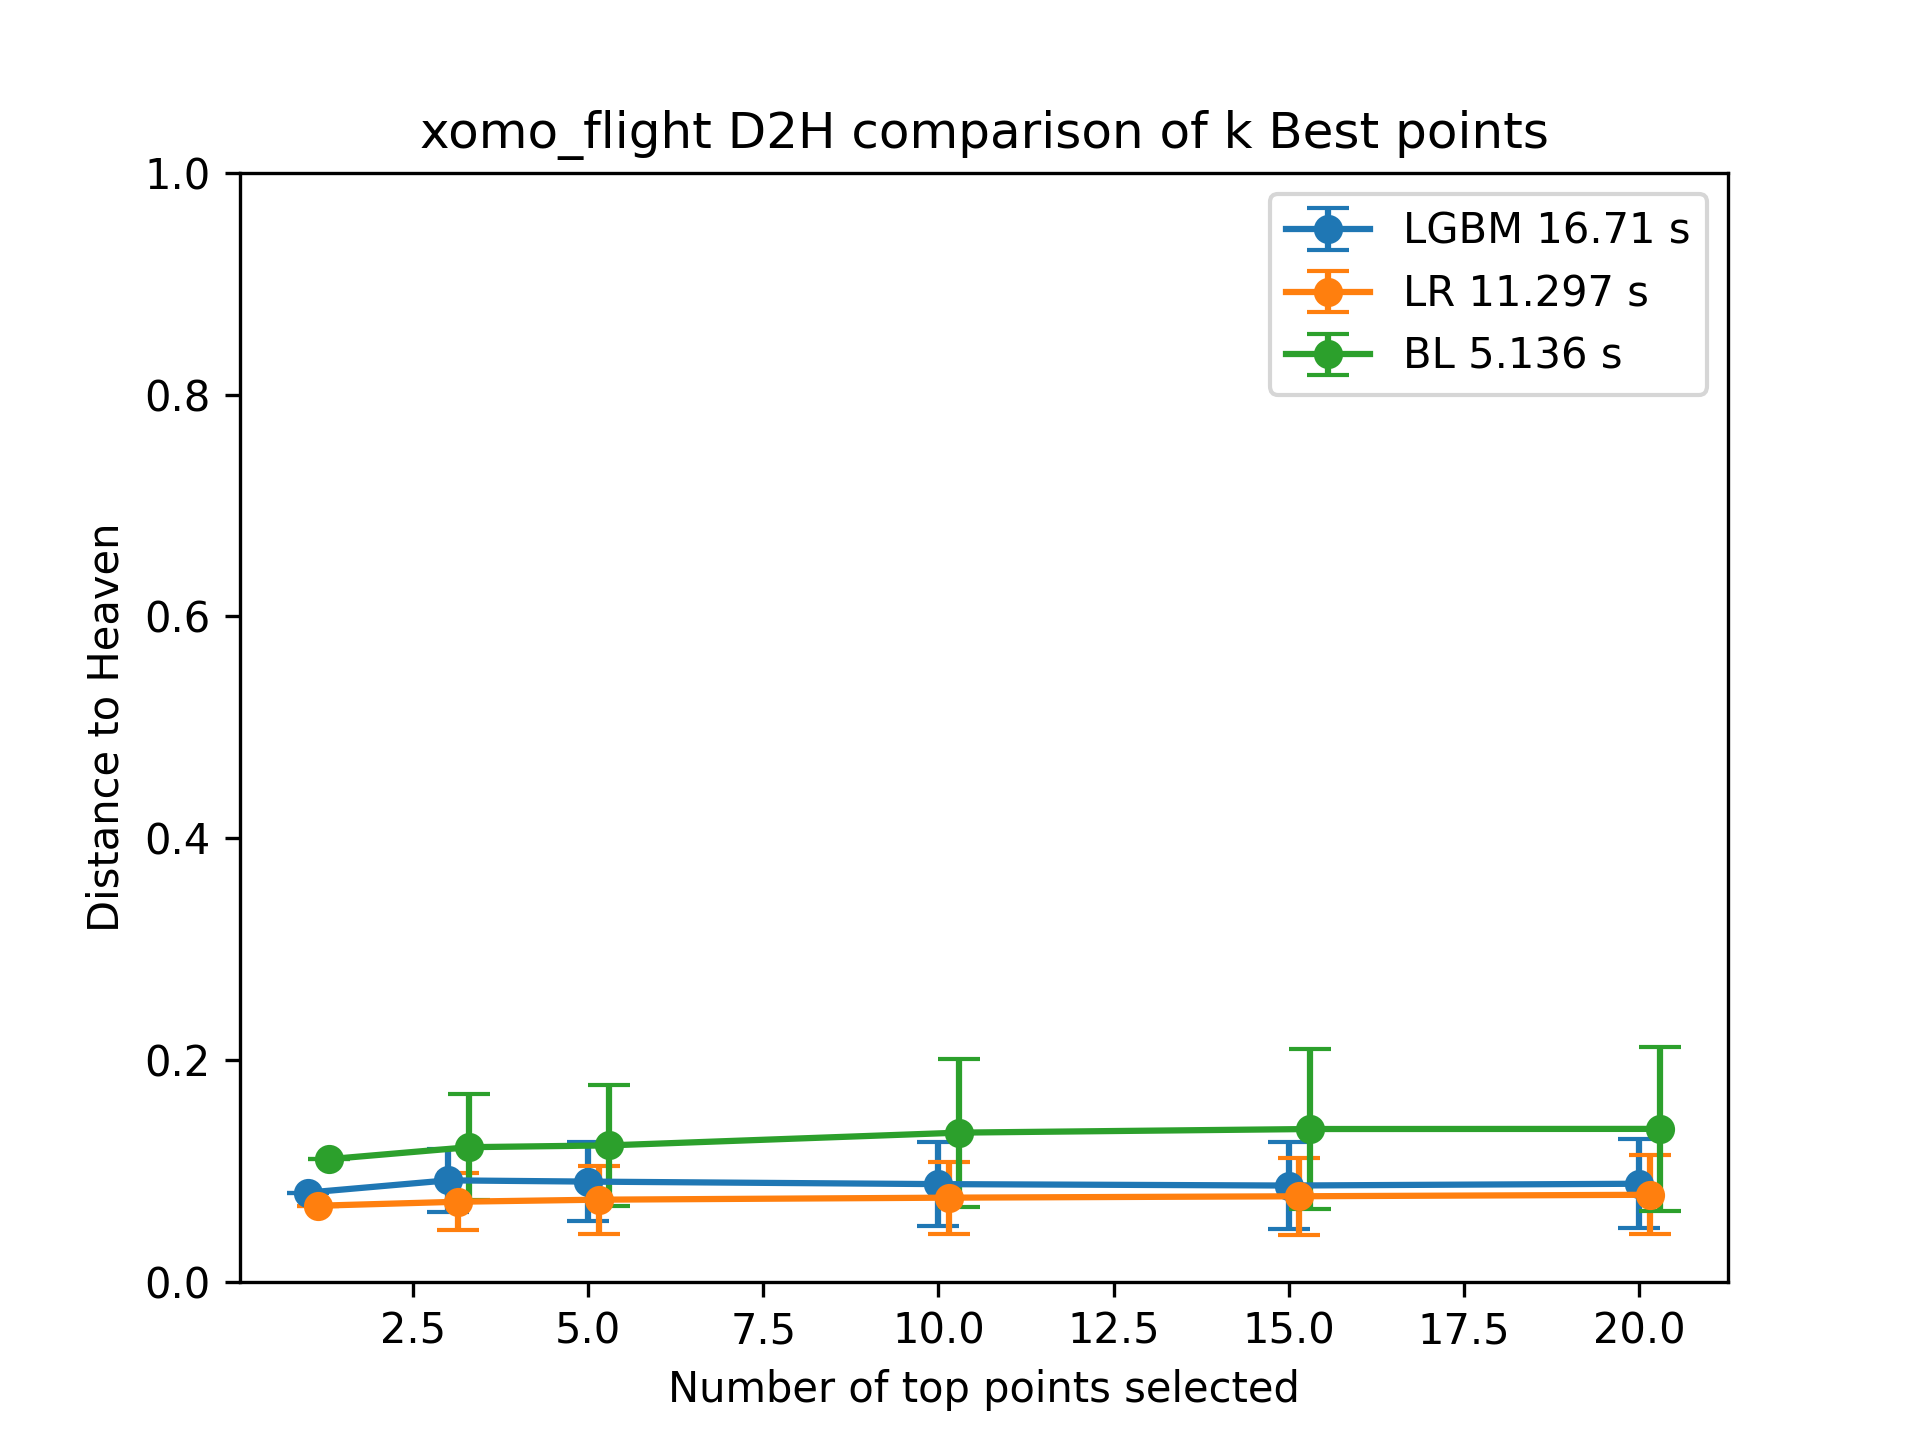 xomo_flight D2H comparison of k Best points
LGBM 16.71 s
LR 11.297 s
BL 5.136 s
Distance to Heaven
1.0
0.8
0.6
0.4
0.2
0.0
2.5 5.0 7.5 10.0 12.5 15.0 17.5 20.0
Number of top points selected